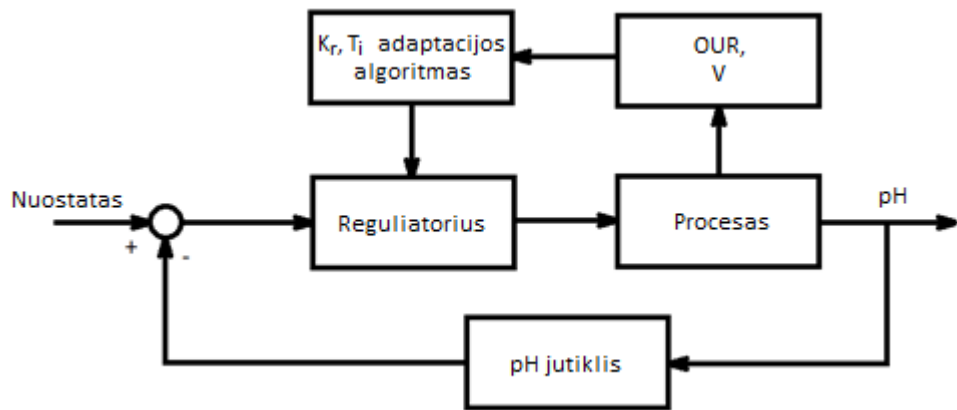 Kr, Ti adaptacijos
algoritmas
OUR,
V
Nuostatas
+
-
Reguliatorius
Procesas
pH
pH jutiklis